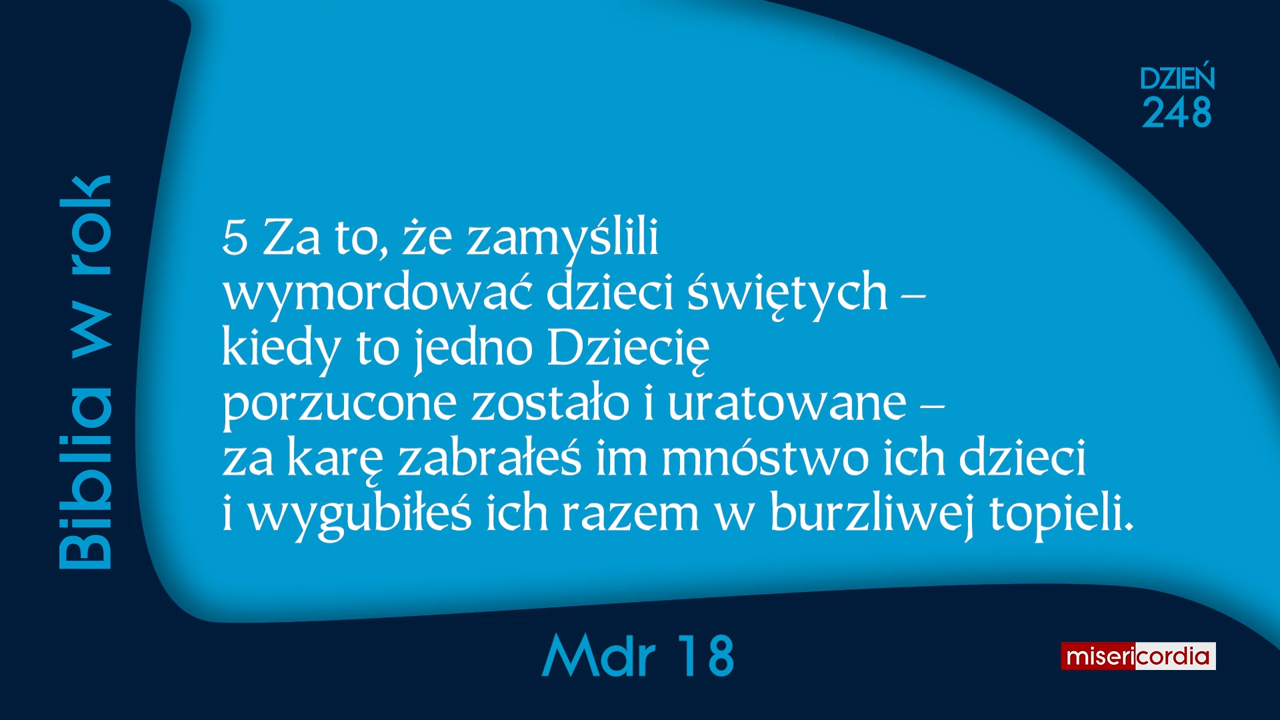 DZIEŃ
248
Biblia w rok
5 Za to, że zamyślili
wymordować dzieci świętych –
kiedy to jedno Dziecię
porzucone zostało i uratowane –
za karę zabrałeś im mnóstwo ich dzieci
i wygubiłeś ich razem w burzliwej topieli.
Mdr 18
misericordia